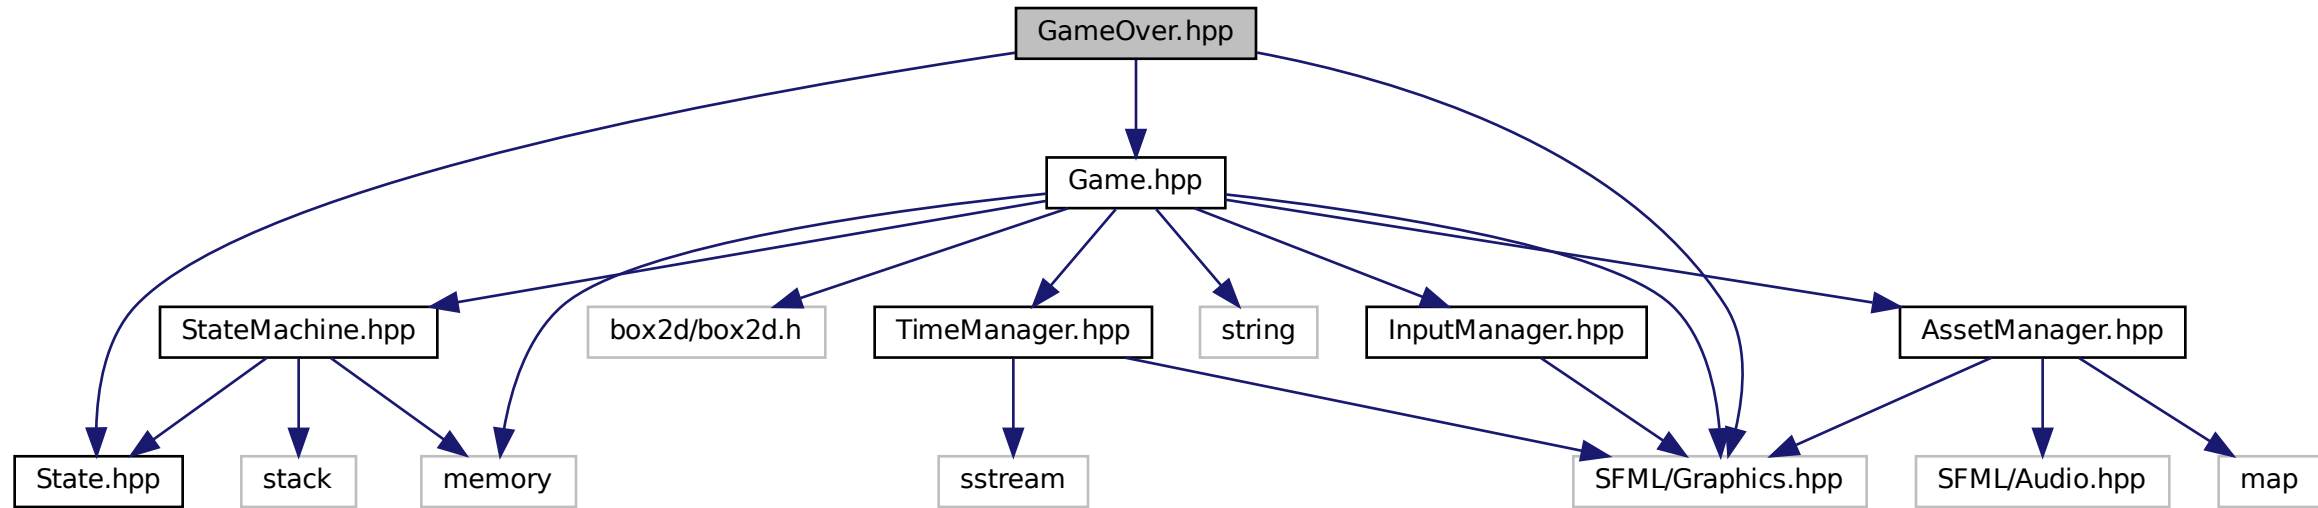 GameOver.hpp
Game.hpp
StateMachine.hpp
box2d/box2d.h
TimeManager.hpp
string
InputManager.hpp
AssetManager.hpp
State.hpp
stack
memory
sstream
SFML/Graphics.hpp
SFML/Audio.hpp
map